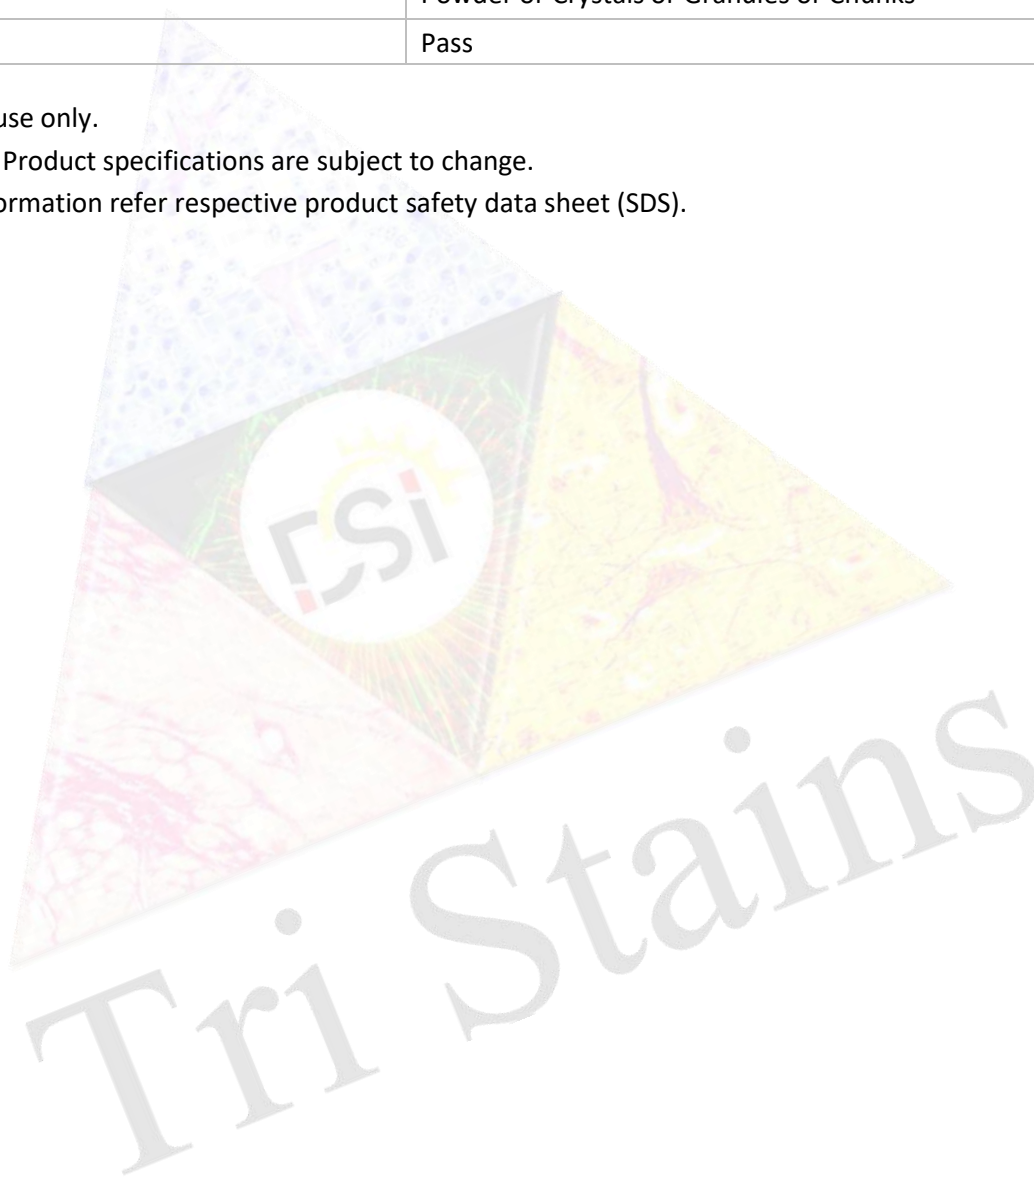 Powder or Crystals or Granules or Chunks
Pass
use only.
Product specifications are subject to change.
ormation refer respective product safety data sheet (SDS).
DSi
Tri Stains